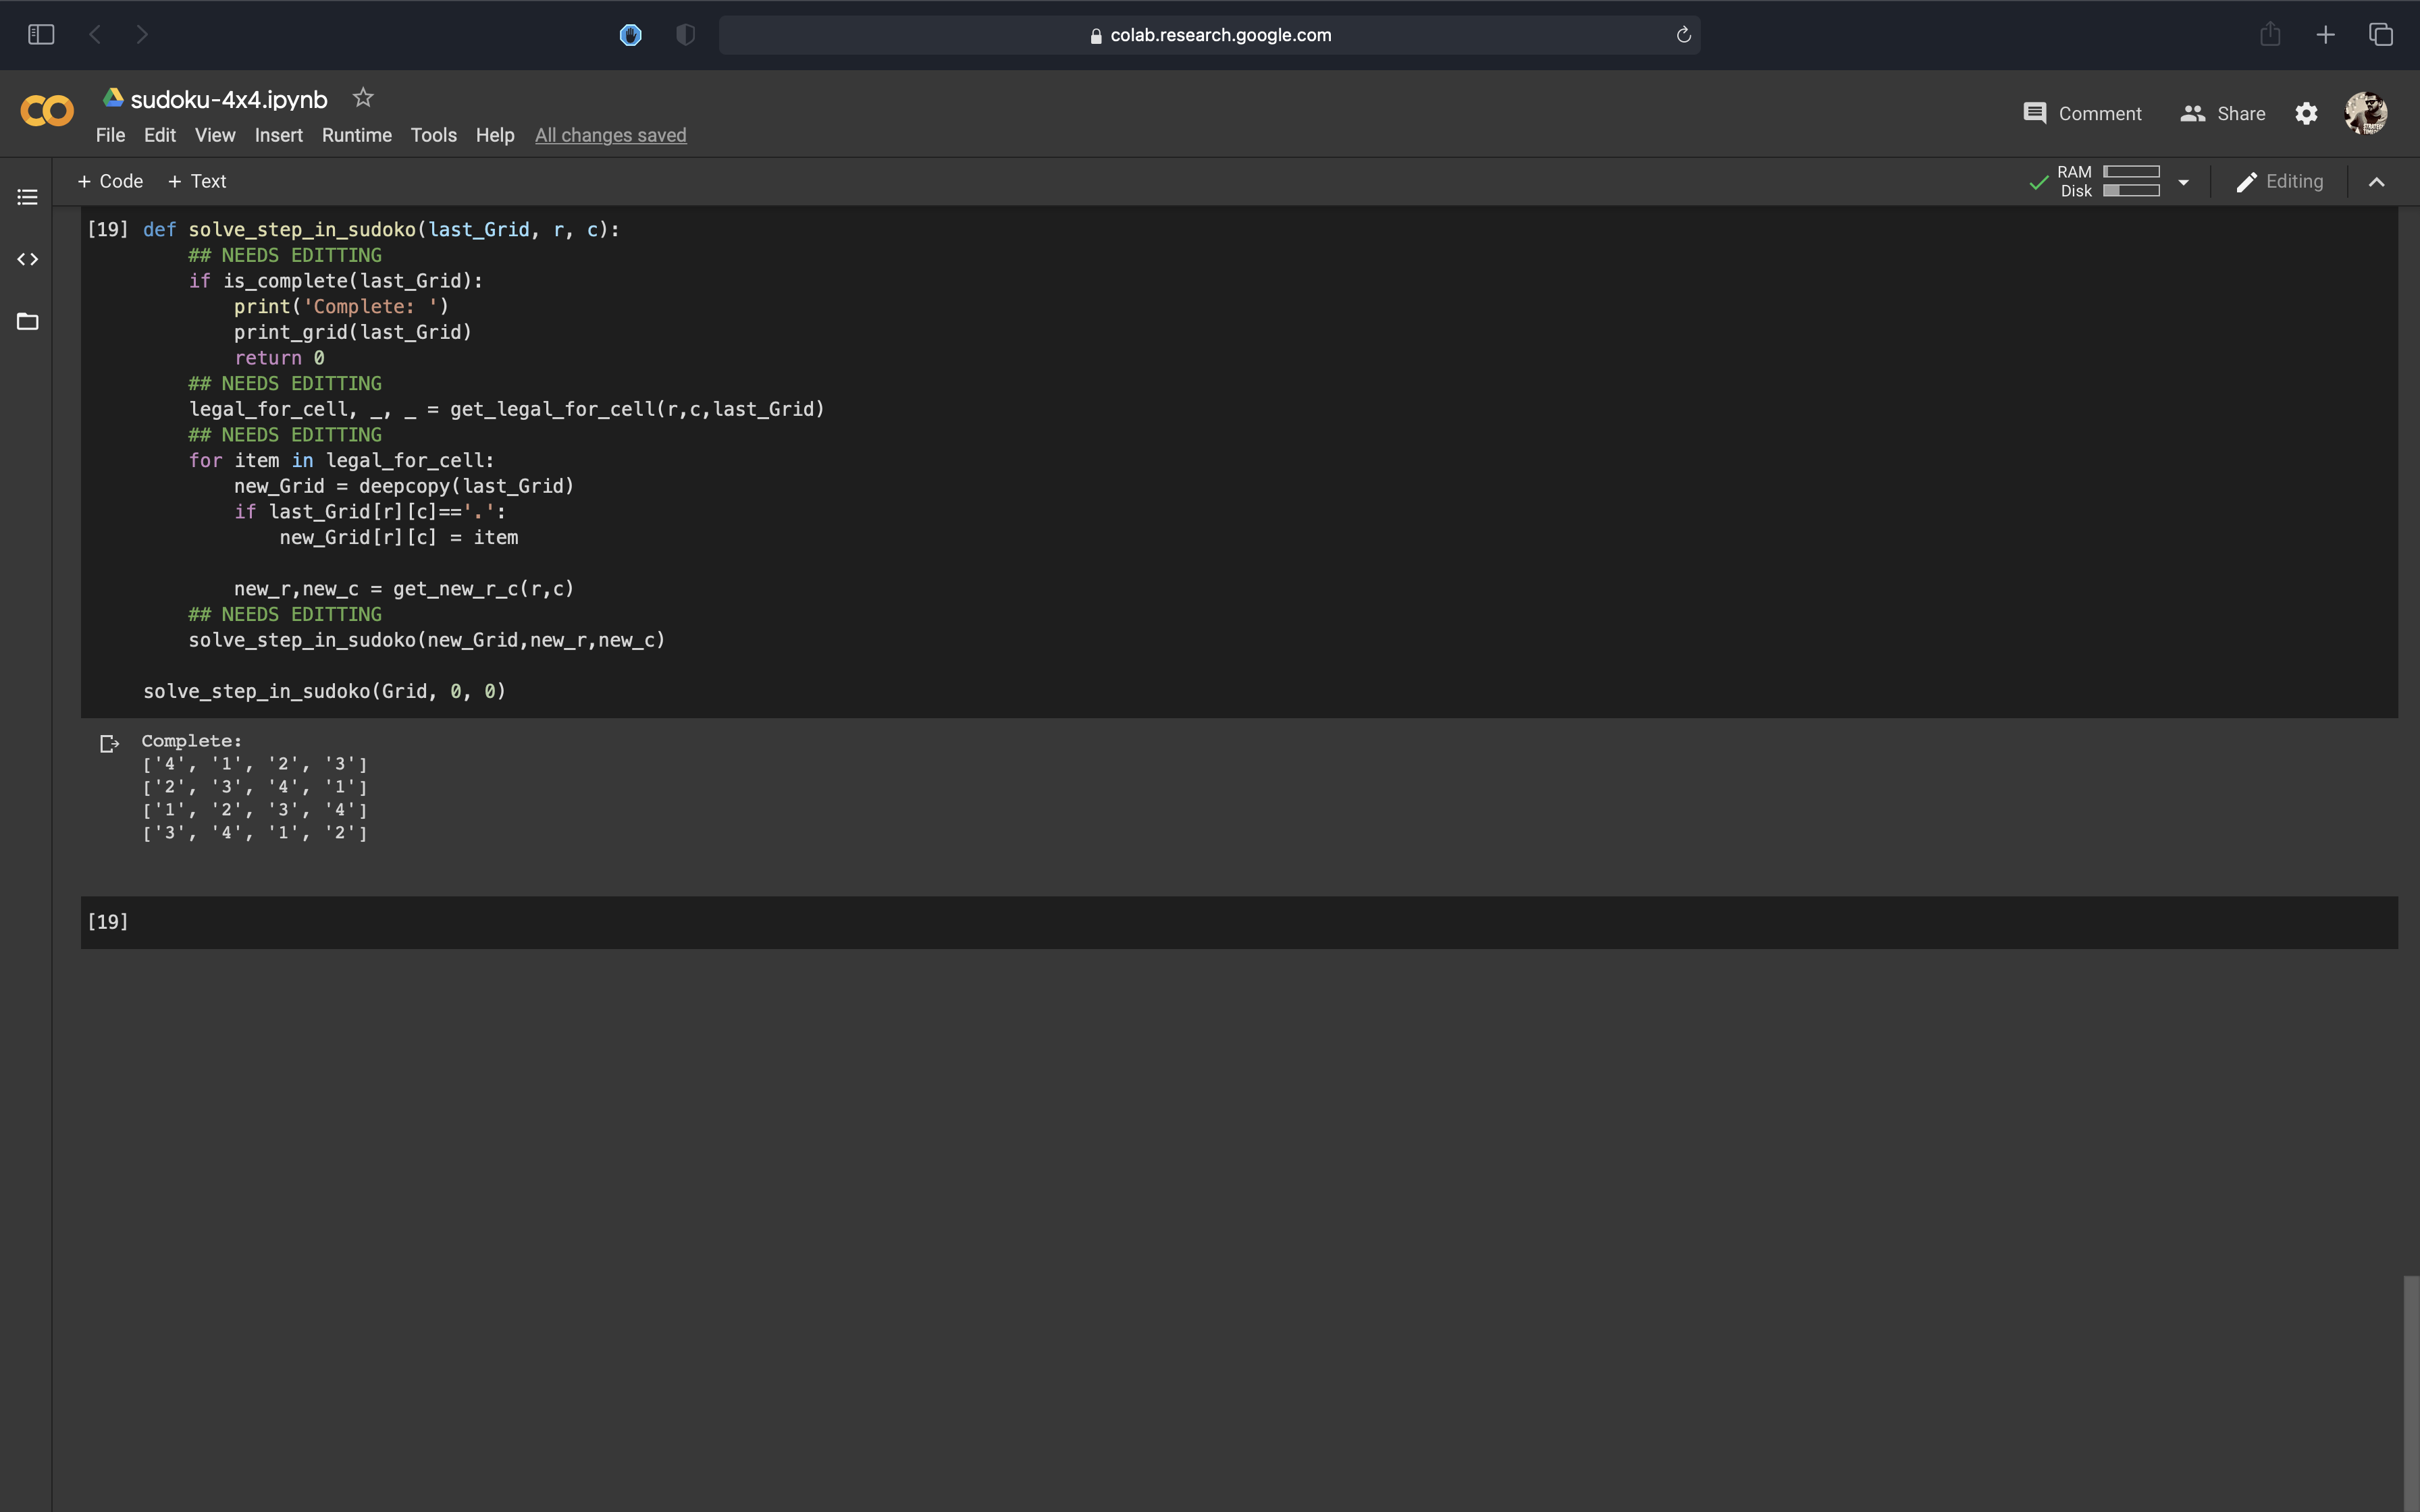 colab.research.google.com
sudoku-4x4.ipynb
File Edit View Insert Runtime Tools Help All changes saved
Comment Share
+ Code + Text
RAM
Disk
Editing
[19] def solve_step_in_sudoko(last_Grid, r, c):
## NEEDS EDITTING
if is_complete(last_Grid):
print('Complete: ')
print_grid(last_Grid)
return 0
## NEEDS EDITTING
legal_for_cell, _, _ = get_legal_for_cell(r,c,last_Grid)
## NEEDS EDITTING
for item in legal_for_cell:
new_Grid = deepcopy(last_Grid)
if last_Grid[r][c]=='.':
new_Grid[r][c] = item
new_r,new_c = get_new_r_c(r,c)
## NEEDS EDITTING
solve_step_in_sudoko(new_Grid,new_r,new_c)
solve_step_in_sudoko(Grid, 0, 0)
Complete:
['4', '1', '2', '3']
['2', '3', '4', '1']
['1', '2', '3', '4']
['3', '4', '1', '2']
[19]